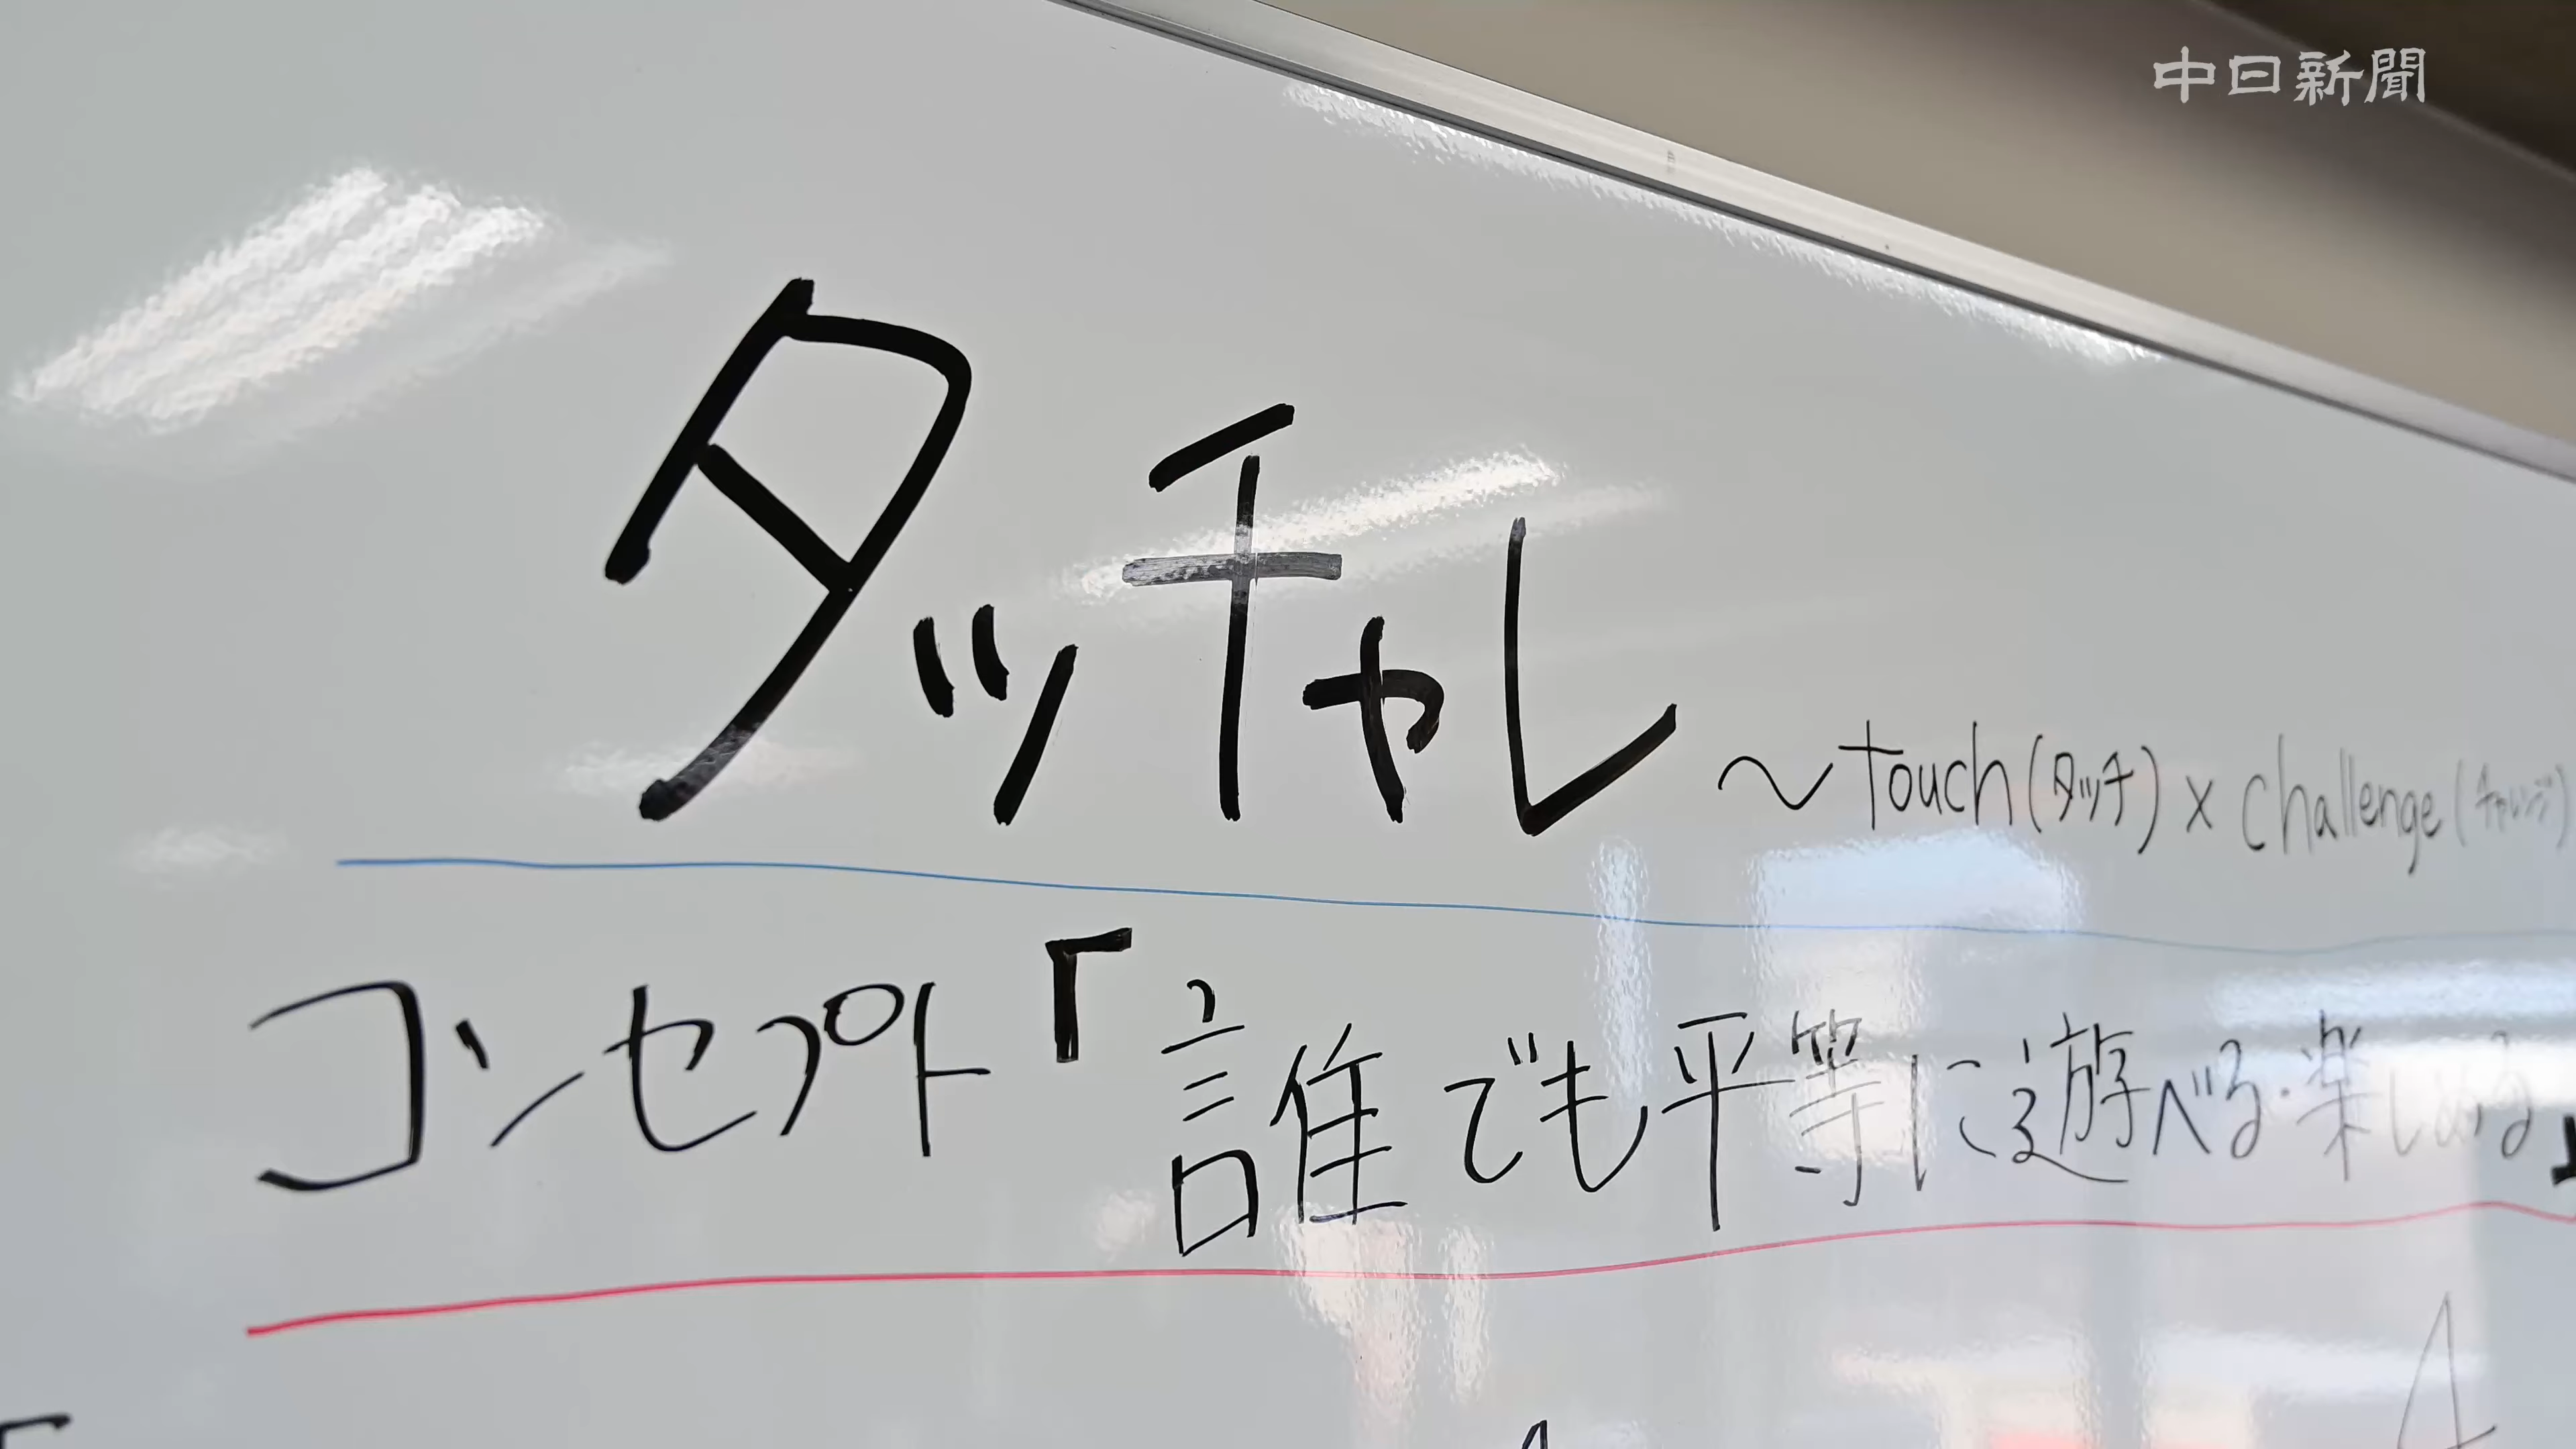 中日新聞
タッチャレ ～touch(タッチ)×challenge(チャレンジ)
コンセプト「誰でも平等に遊べる・楽しめる」